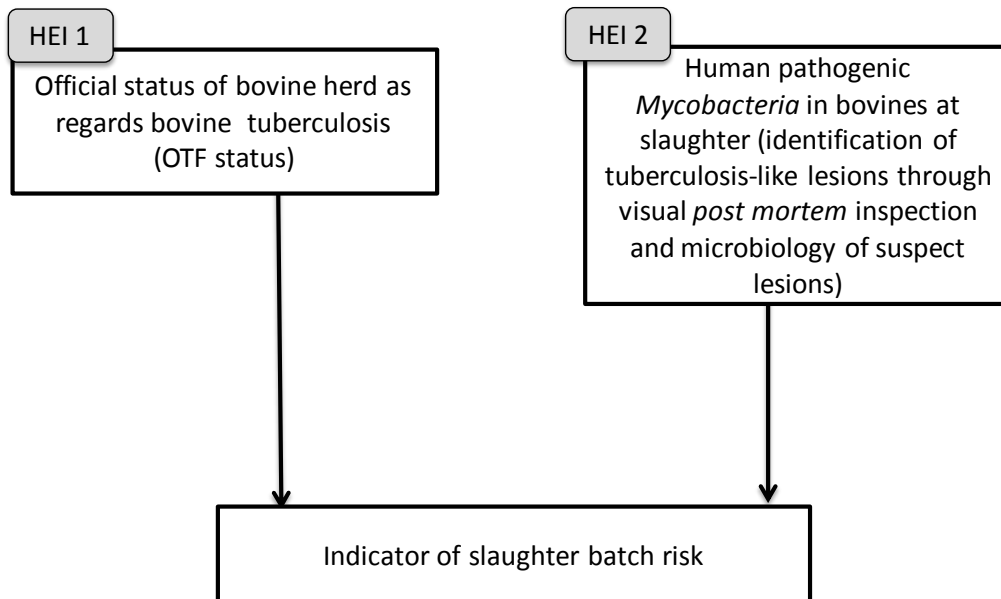 HEI 1
Official status of bovine herd as
regards bovine tuberculosis
(OTF status)
HEI 2
Human pathogenic
Mycobacteria in bovines at
slaughter (identification of
tuberculosis-like lesions through
visual post mortem inspection
and microbiology of suspect
lesions)
Indicator of slaughter batch risk